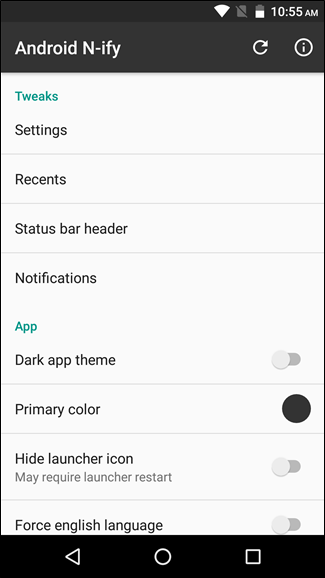 10:55 AM
Android N-ify
Tweaks
Settings
Recents
Status bar header
Notifications
App
Dark app theme
Primary color
Hide launcher icon
May require launcher restart
Force english language